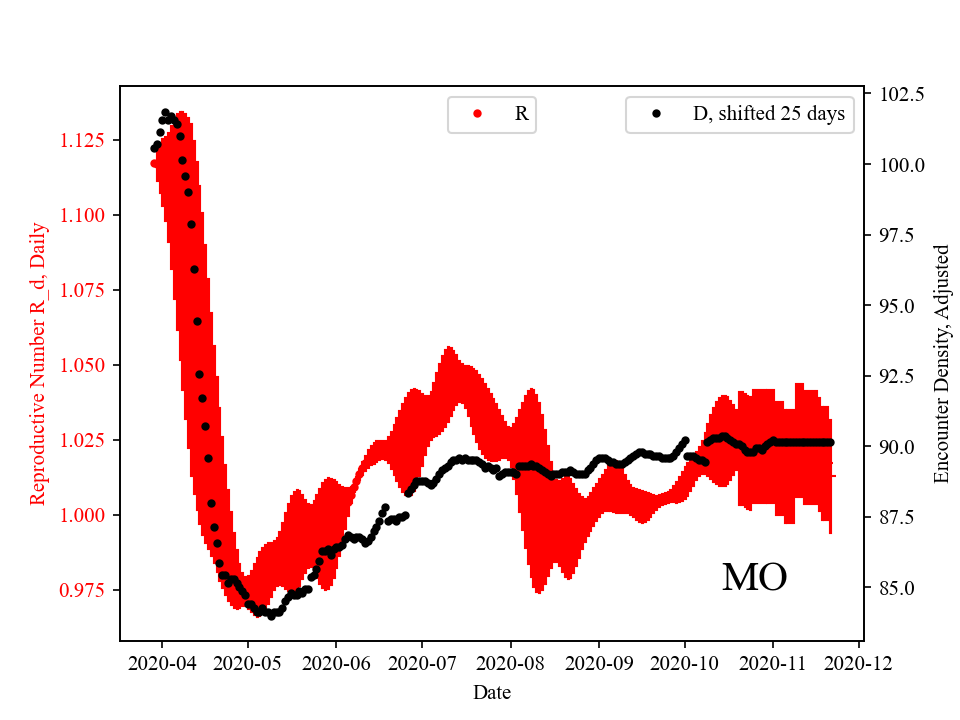 R
D, shifted 25 days
Reproductive Number R_d, Daily
1.125
1.100
1.075
1.050
1.025
1.000
0.975
102.5
100.0
97.5
95.0
92.5
90.0
87.5
85.0
Encounter Density, Adjusted
MO
2020-04 2020-05 2020-06 2020-07 2020-08 2020-09 2020-10 2020-11 2020-12
Date